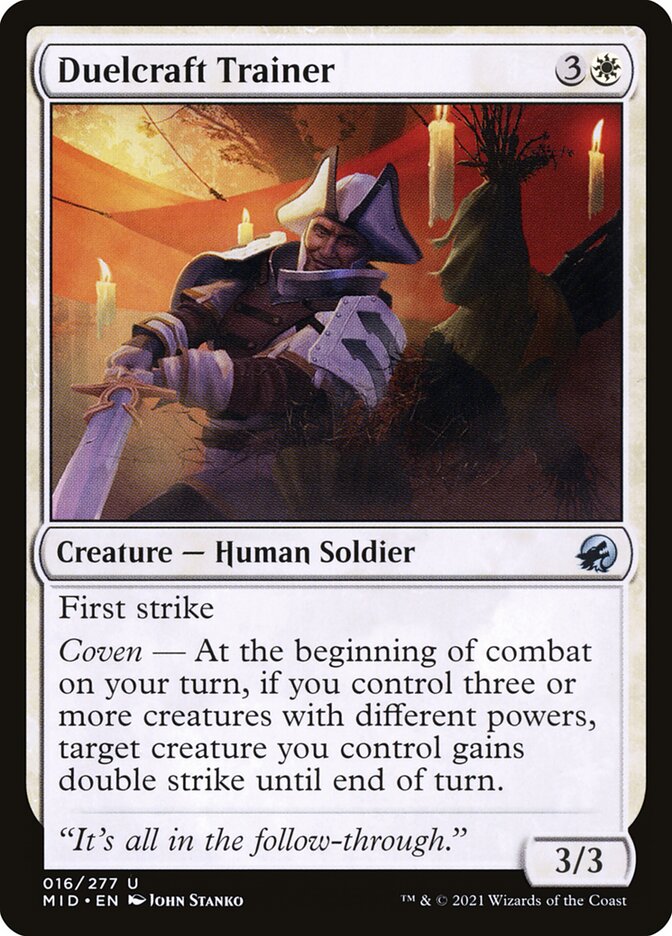 Duelcraft Trainer 3
Creature — Human Soldier
First strike
Coven — At the beginning of combat
on your turn, if you control three or
more creatures with different powers,
target creature you control gains
double strike until end of turn.
“It’s all in the follow-through.”
3/3
016/277 U
MID • EN John Stanko ™ & © 2021 Wizards of the Coast